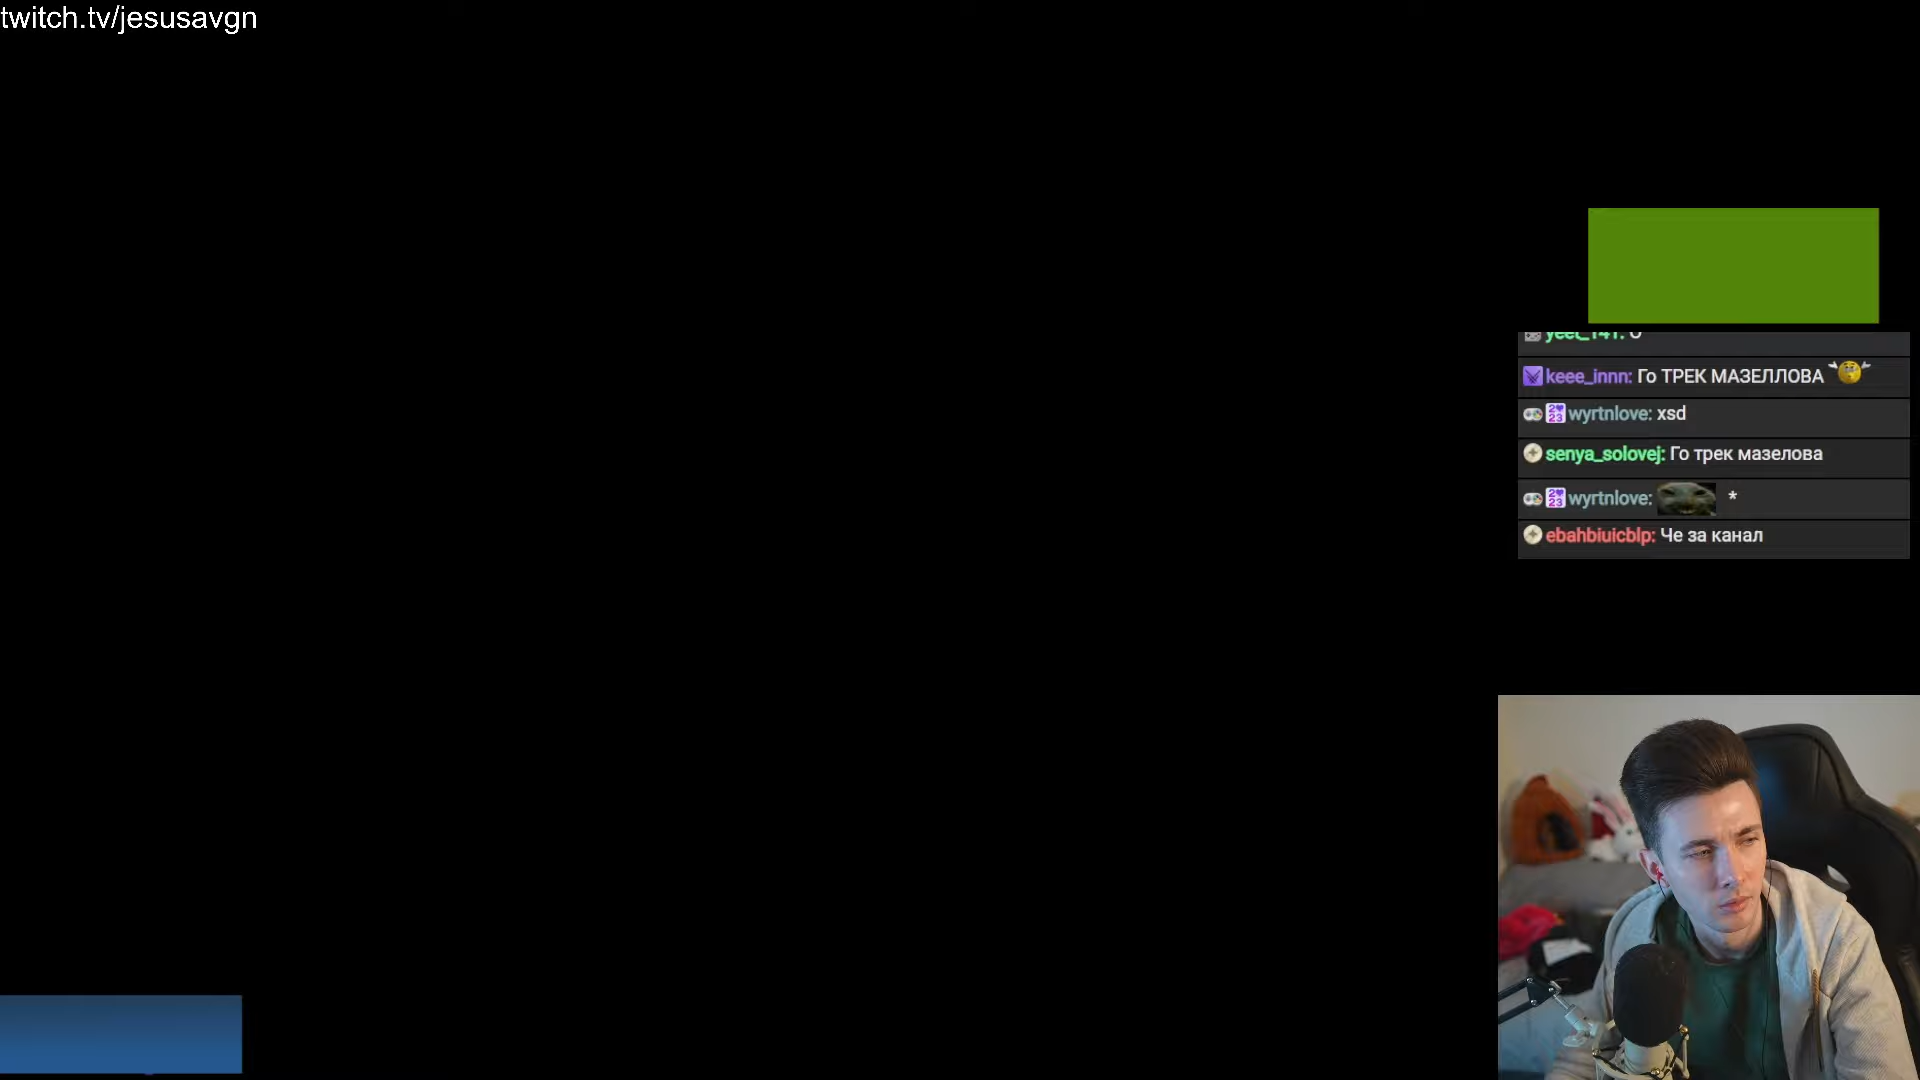 twitch.tv/jesusavgn
keee_innn: Го ТРЕК МАЗЕЛЛОВА
wyrtnlove: xsd
senya_solovej: Го трек мазелова
wyrtnlove: *
ebahbiuicblp: Че за канал